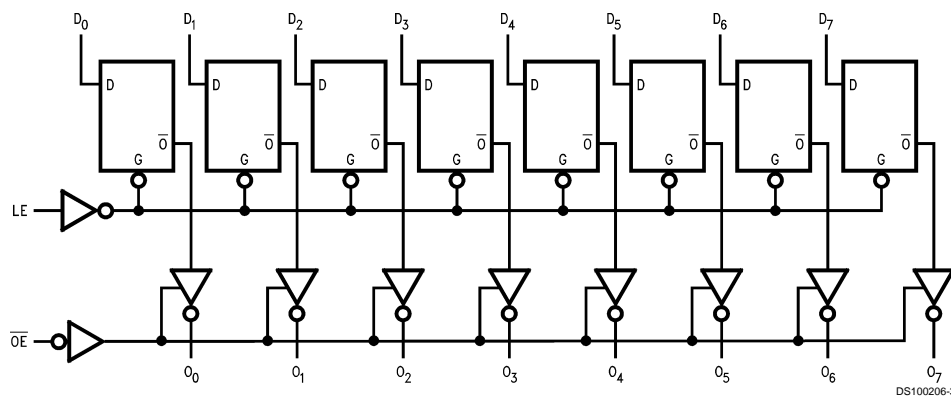 D0 D1 D2 D3 D4 D5 D6 D7
D D D D D D D D
O̅ O̅ O̅ O̅ O̅ O̅ O̅ O̅
G G G G G G G G
LE
O̅E̅
O0 O1 O2 O3 O4 O5 O6 O7